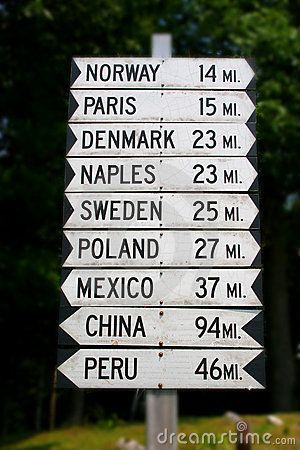 NORWAY 14 MI.
PARIS 15 MI.
DENMARK 23 MI.
NAPLES 23 MI.
SWEDEN 25 MI.
POLAND 27 MI.
MEXICO 37 MI.
CHINA 94 MI.
PERU 46 MI.
dreamstime.com